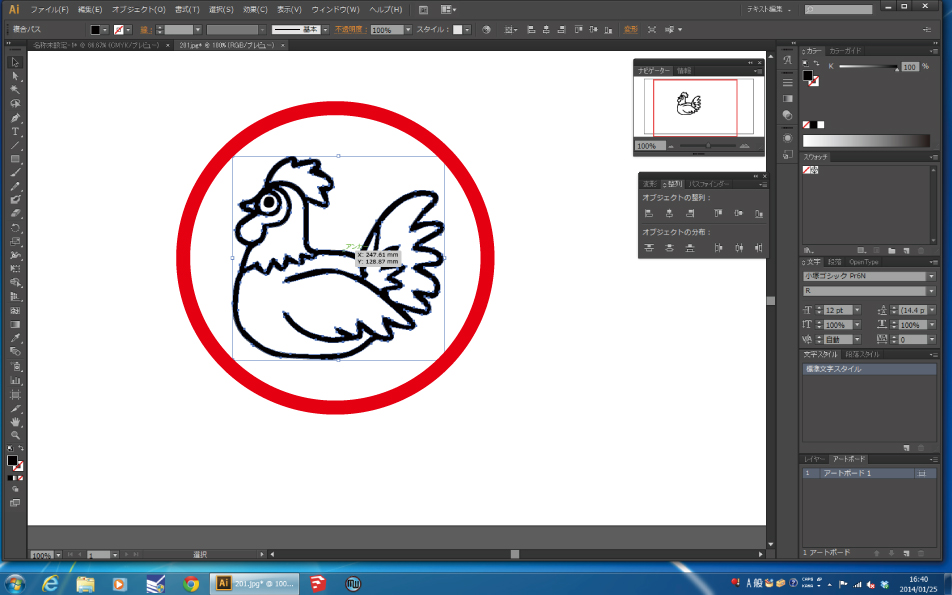 Ai ファイル(F) 編集(E) オブジェクト(O) 書式(T) 選択(S) 効果(C) 表示(V) ウィンドウ(W) ヘルプ(H) テキスト編集
複合パス 線: 基本 不透明度: 100% スタイル: 変形
名称未設定-1* @ 66.67% (CMYK/プレビュー) × 201.jpg* @ 100% (RGB/プレビュー) ×
カラー カラーガイド
K 100 %
ナビゲーター 情報
100%
スウォッチ
変形 整列 パスファインダー
オブジェクトの整列:
オブジェクトの分布:
X: 247.61 mm
Y: 128.87 mm
文字 段落 OpenType
小塚ゴシック Pr6N
R
12 pt (14.4 p
100% 100%
自動 0
文字スタイル 段落スタイル
標準文字スタイル
レイヤー アートボード
1 アートボード 1
1 アートボード
100% 1 選択
Ai 201.jpg* @ 100...
A 般 CAPS KANA
16:40
2014/01/25